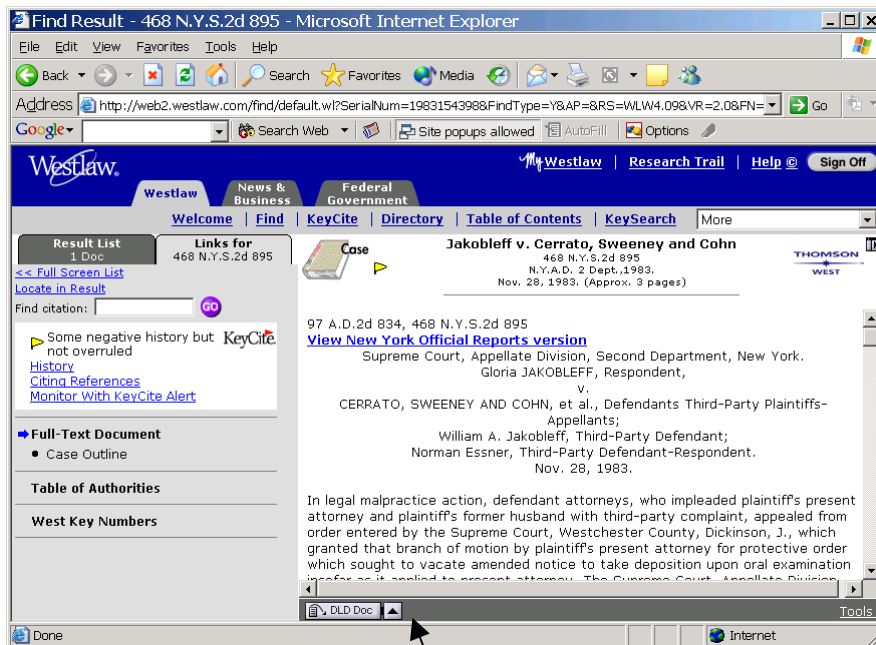 Find Result - 468 N.Y.S.2d 895 - Microsoft Internet Explorer
File Edit View Favorites Tools Help
Back Search Favorites Media
Address http://web2.westlaw.com/find/default.wl?SerialNum=1983154398&FindType=Y&AP=&RS=WLW4.09&VR=2.0&FN= Go
Google Search Web Site popups allowed AutoFill Options
Westlaw. My Westlaw | Research Trail | Help © Sign Off
Westlaw News & Business Federal Government
Welcome | Find | KeyCite | Directory | Table of Contents | KeySearch More
Result List
1 Doc
Links for
468 N.Y.S.2d 895
<< Full Screen List
Locate in Result
Find citation: GO
Some negative history but
not overruled
KeyCite.
History
Citing References
Monitor With KeyCite Alert
Full-Text Document
• Case Outline
Table of Authorities
West Key Numbers
Case
Jakobleff v. Cerrato, Sweeney and Cohn
468 N.Y.S.2d 895
N.Y.A.D. 2 Dept.,1983.
Nov. 28, 1983. (Approx. 3 pages)
THOMSON
WEST
97 A.D.2d 834, 468 N.Y.S.2d 895
View New York Official Reports version
Supreme Court, Appellate Division, Second Department, New York.
Gloria JAKOBLEFF, Respondent,
v.
CERRATO, SWEENEY AND COHN, et al., Defendants Third-Party Plaintiffs-
Appellants;
William A. Jakobleff, Third-Party Defendant;
Norman Essner, Third-Party Defendant-Respondent.
Nov. 28, 1983.
In legal malpractice action, defendant attorneys, who impleaded plaintiff's present
attorney and plaintiff's former husband with third-party complaint, appealed from
order entered by the Supreme Court, Westchester County, Dickinson, J., which
granted that branch of motion by plaintiff's present attorney for protective order
which sought to vacate amended notice to take deposition upon oral examination
insofar as it applied to present attorney. The Supreme Court, Appellate Division
DLD Doc Tools
Done Internet